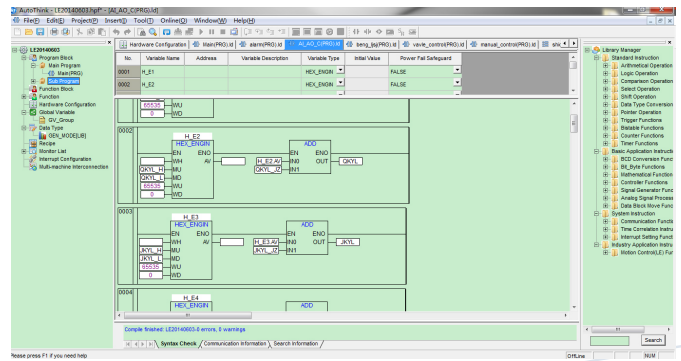 AutoThink - LE20140603.hpf* - [AI_AO_C(PRG).ld]
File(F) Edit(E) Project(P) Insert(I) Tool(T) Online(O) Window(W) Help(H)
LE20140603
Program Block
Main Program
Main(PRG)
Sub Program
Function Block
Function
Hardware Configuration
Global Variable
GV_Group
Data Type
GEN_MODE[LIB]
Recipe
Monitor List
Interrupt Configuration
Multi-machine Interconnection
Hardware Configuration Main(PRG).ld alarm(PRG).ld AI_AO_C(PRG).ld beng_ljsj(PRG).ld vavle_control(PRG).ld manual_control(PRG).ld
No. Variable Name Address Variable Description Variable Type Initial Value Power Fail Safeguard
0001 H_E1 HEX_ENGIN FALSE
0002 H_E2 HEX_ENGIN FALSE
65535 WU
0 WD
0002
H_E2
HEX_ENGIN ADD
EN ENO EN ENO
WH AV H_E2.AV IN0 OUT QKYL
QKYL_H MU QKYL_JZ IN1
QKYL_L MD
65535 WU
0 WD
0003
H_E3
HEX_ENGIN ADD
EN ENO EN ENO
WH AV H_E3.AV IN0 OUT JKYL
JKYL_H MU JKYL_JZ IN1
JKYL_L MD
65535 WU
0 WD
0004
H_E4
HEX_ENGIN ADD
Compile finished: LE20140603-0 errors, 0 warnings
Syntax Check Communication Information Search Information
Library Manager
Standard Instruction
Arithmetical Operation
Logic Operation
Comparison Operation
Select Operation
Shift Operation
Data Type Conversion
Pointer Operation
Trigger Functions
Bistable Functions
Counter Functions
Timer Functions
Basic Application Instructi
BCD Conversion Func
Bit_Byte Functions
Mathematical Function
Controller Functions
Signal Generator Func
Analog Signal Process
Data Block Move Func
System Instruction
Communication Functi
Time Correlation Instru
Interrupt Setting Funct
Industry Application Instru
Motion Control(LE) Fur
Search
Please press F1 if you need help
OffLine NUM